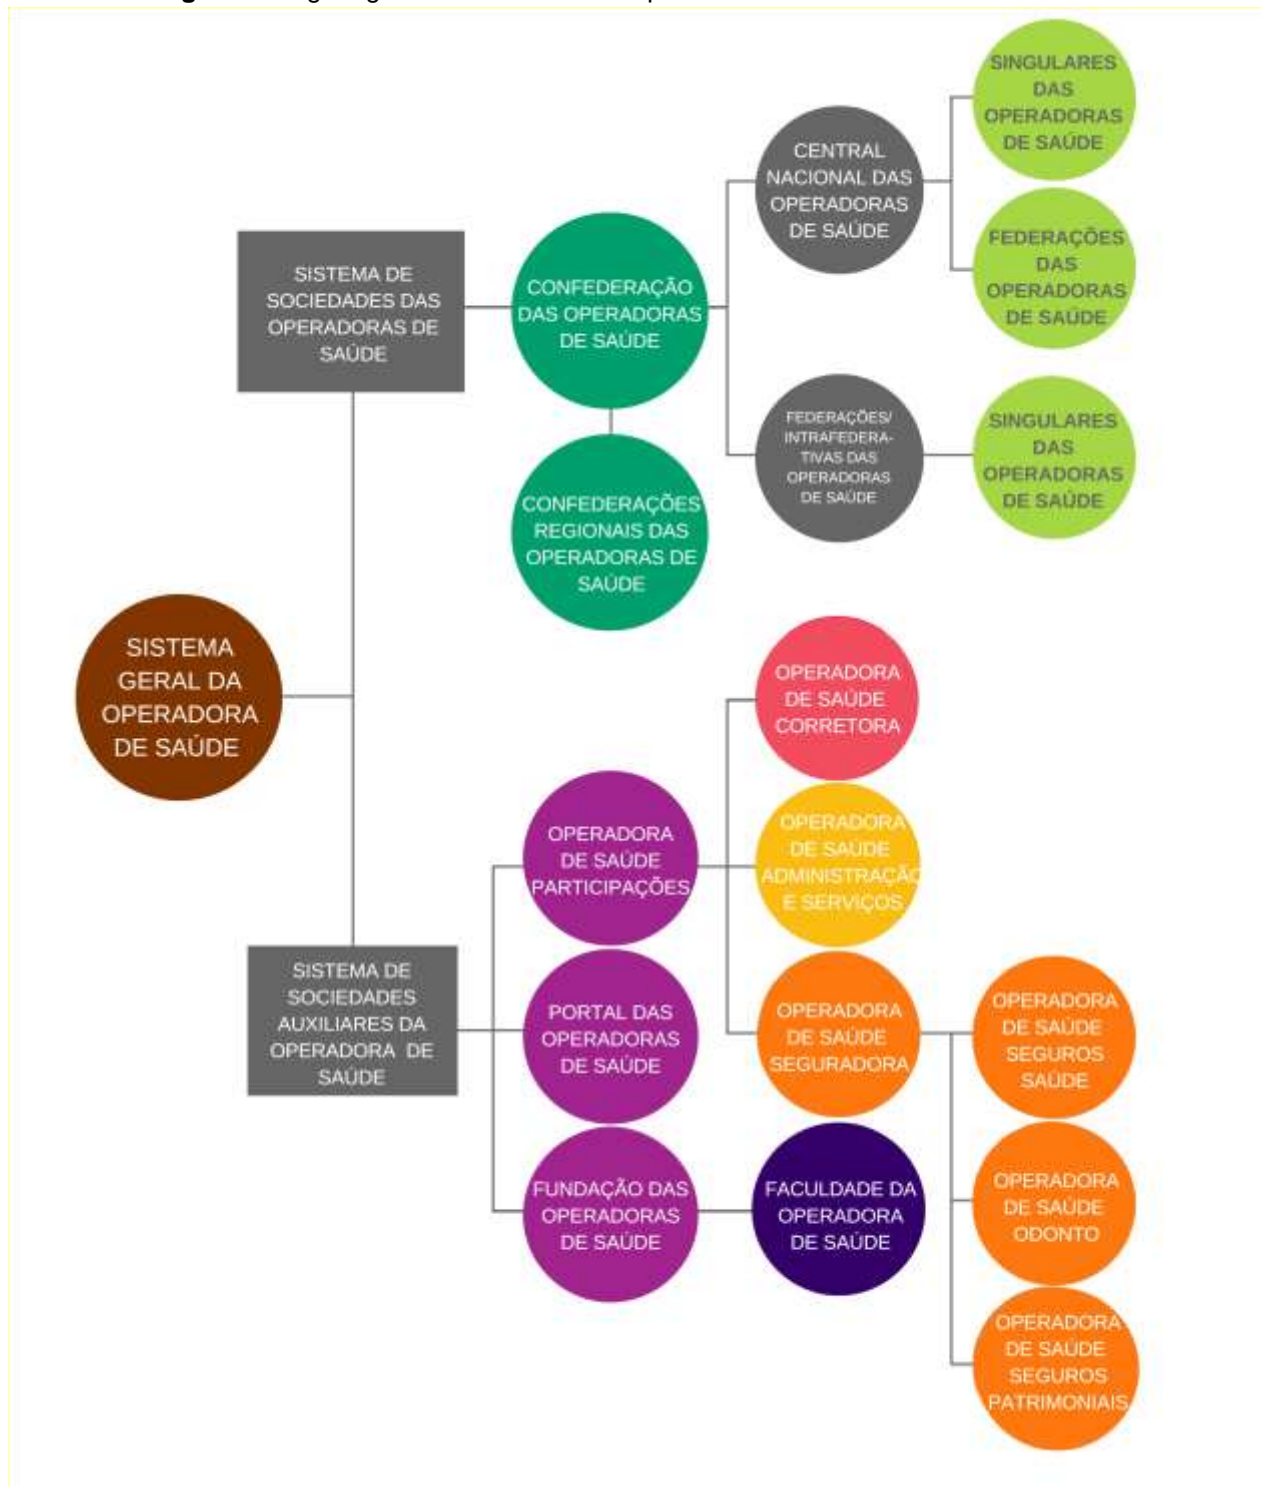 SINGULARES
DAS
OPERADORAS
DE SAÚDE
CENTRAL
NACIONAL DAS
OPERADORAS
DE SAÚDE
FEDERAÇÕES
DAS
OPERADORAS
DE SAÚDE
SISTEMA DE
SOCIEDADES DAS
OPERADORAS DE
SAÚDE
CONFEDERAÇÃO
DAS OPERADORAS
DE SAÚDE
FEDERAÇÕES/
INTRAFEDERA-
TIVAS DAS
OPERADORAS
DE SAÚDE
SINGULARES
DAS
OPERADORAS
DE SAÚDE
CONFEDERAÇÕES
REGIONAIS DAS
OPERADORAS DE
SAÚDE
SISTEMA
GERAL DA
OPERADORA
DE SAÚDE
OPERADORA
DE SAÚDE
CORRETORA
OPERADORA
DE SAÚDE
PARTICIPAÇÕES
OPERADORA
DE SAÚDE
ADMINISTRAÇÃO
E SERVIÇOS
SISTEMA DE
SOCIEDADES
AUXILIARES DA
OPERADORA DE
SAÚDE
PORTAL DAS
OPERADORAS
DE SAÚDE
OPERADORA
DE SAÚDE
SEGURADORA
OPERADORA
DE SAÚDE
SEGUROS
SAÚDE
FUNDAÇÃO DAS
OPERADORAS
DE SAÚDE
FACULDADE DA
OPERADORA
DE SAÚDE
OPERADORA
DE SAÚDE
ODONTO
OPERADORA
DE SAÚDE
SEGUROS
PATRIMONIAIS